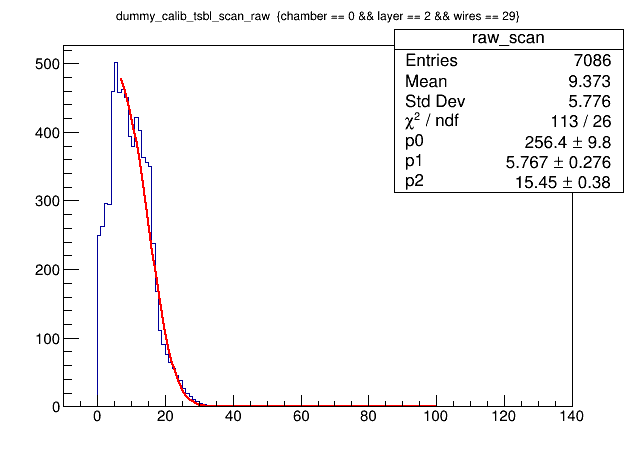 dummy_calib_tsbl_scan_raw {chamber == 0 && layer == 2 && wires == 29}
raw_scan
Entries 7086
Mean 9.373
Std Dev 5.776
χ² / ndf 113 / 26
p0 256.4 ± 9.8
p1 5.767 ± 0.276
p2 15.45 ± 0.38
500
400
300
200
100
0
0 20 40 60 80 100 120 140